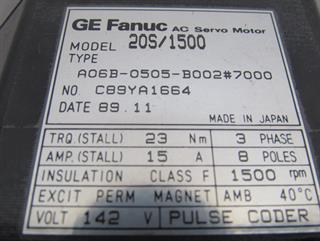 GE Fanuc AC Servo Motor
MODEL 20S/1500
TYPE
A06B-0505-B002#7000
NO. C89YA1664
DATE 89.11
MADE IN JAPAN
TRQ.(STALL) 23 Nm 3 PHASE
AMP.(STALL) 15 A 8 POLES
INSULATION CLASS F 1500 rpm
EXCIT PERM MAGNET AMB 40°C
VOLT 142 V PULSE CODER